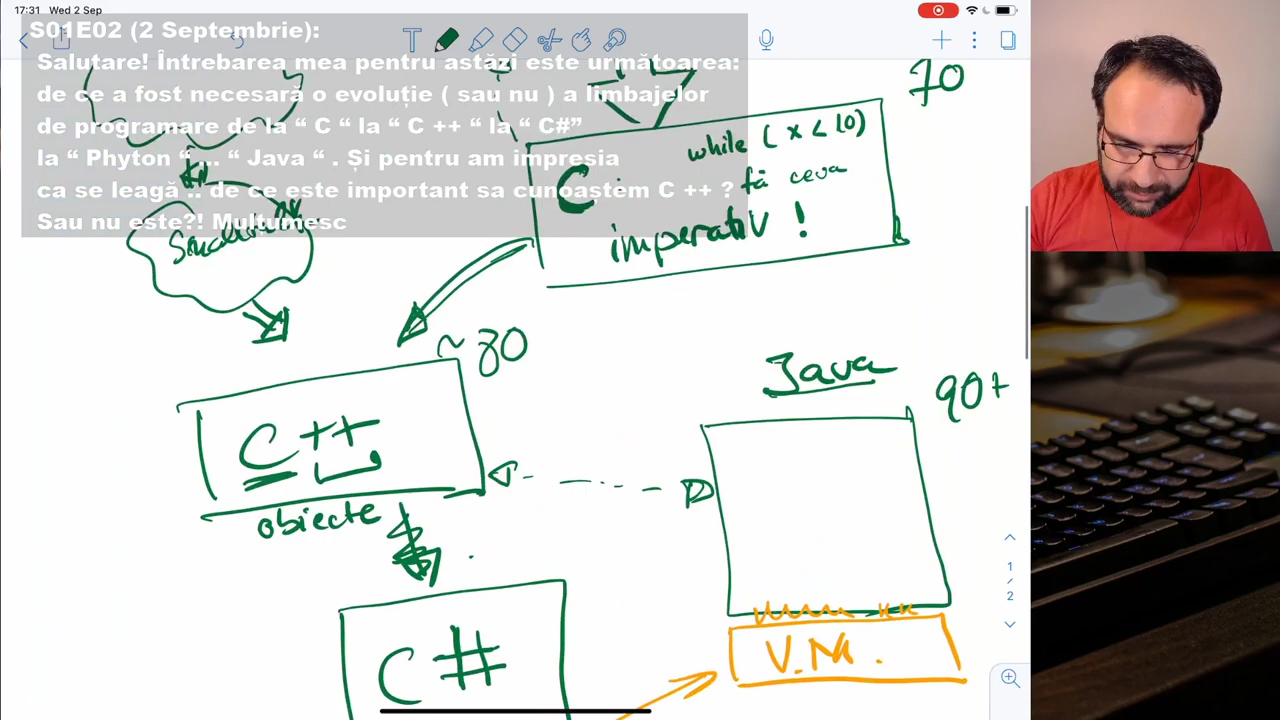 17:31 Wed 2 Sep
S01E02 (2 Septembrie):
Salutare! Întrebarea mea pentru astăzi este următoarea:
de ce a fost necesară o evoluție ( sau nu ) a limbajelor
de programare de la “ C “ la “ C ++ “ la “ C#”
la “ Phyton “ ... “ Java “ . Și pentru am impresia
ca se leagă .. de ce este important sa cunoaștem C ++ ?
Sau nu este?! Multumesc
70
while ( x < 10)
C
fă ceva
imperativ !
~ 80
Java
90+
C ++
obiecte
V.M.
C #
1
/
2